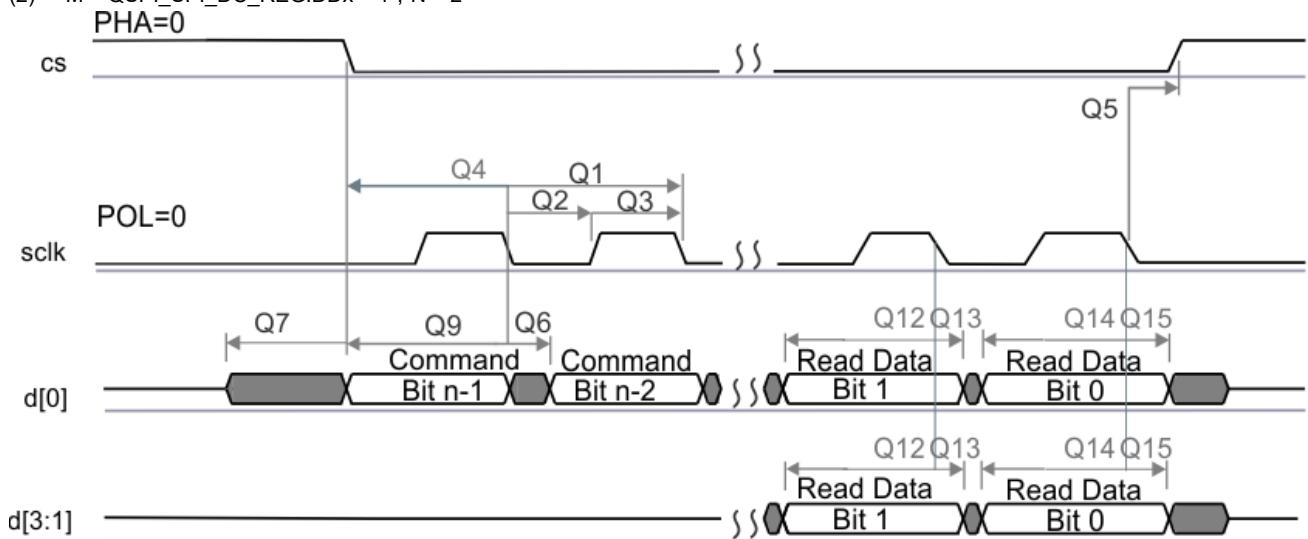 PHA=0
cs
Q5
Q4 Q1
Q2 Q3
POL=0
sclk
Q7 Q9 Q6 Q12 Q13 Q14 Q15
Command Command Read Data Read Data
d[0] Bit n-1 Bit n-2 Bit 1 Bit 0
Q12 Q13 Q14 Q15
Read Data Read Data
d[3:1] Bit 1 Bit 0